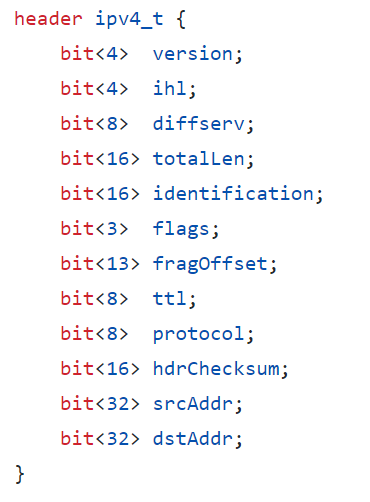 header ipv4_t {
    bit<4>  version;
    bit<4>  ihl;
    bit<8>  diffserv;
    bit<16> totalLen;
    bit<16> identification;
    bit<3>  flags;
    bit<13> fragOffset;
    bit<8>  ttl;
    bit<8>  protocol;
    bit<16> hdrChecksum;
    bit<32> srcAddr;
    bit<32> dstAddr;
}